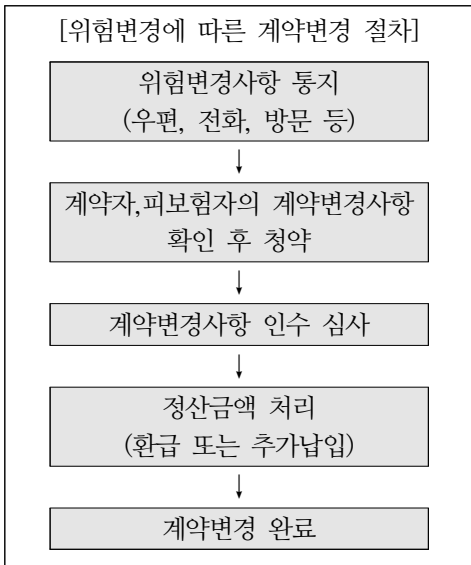 [위험변경에 따른 계약변경 절차]
위험변경사항 통지
(우편, 전화, 방문 등)
계약자,피보험자의 계약변경사항
확인 후 청약
계약변경사항 인수 심사
정산금액 처리
(환급 또는 추가납입)
계약변경 완료